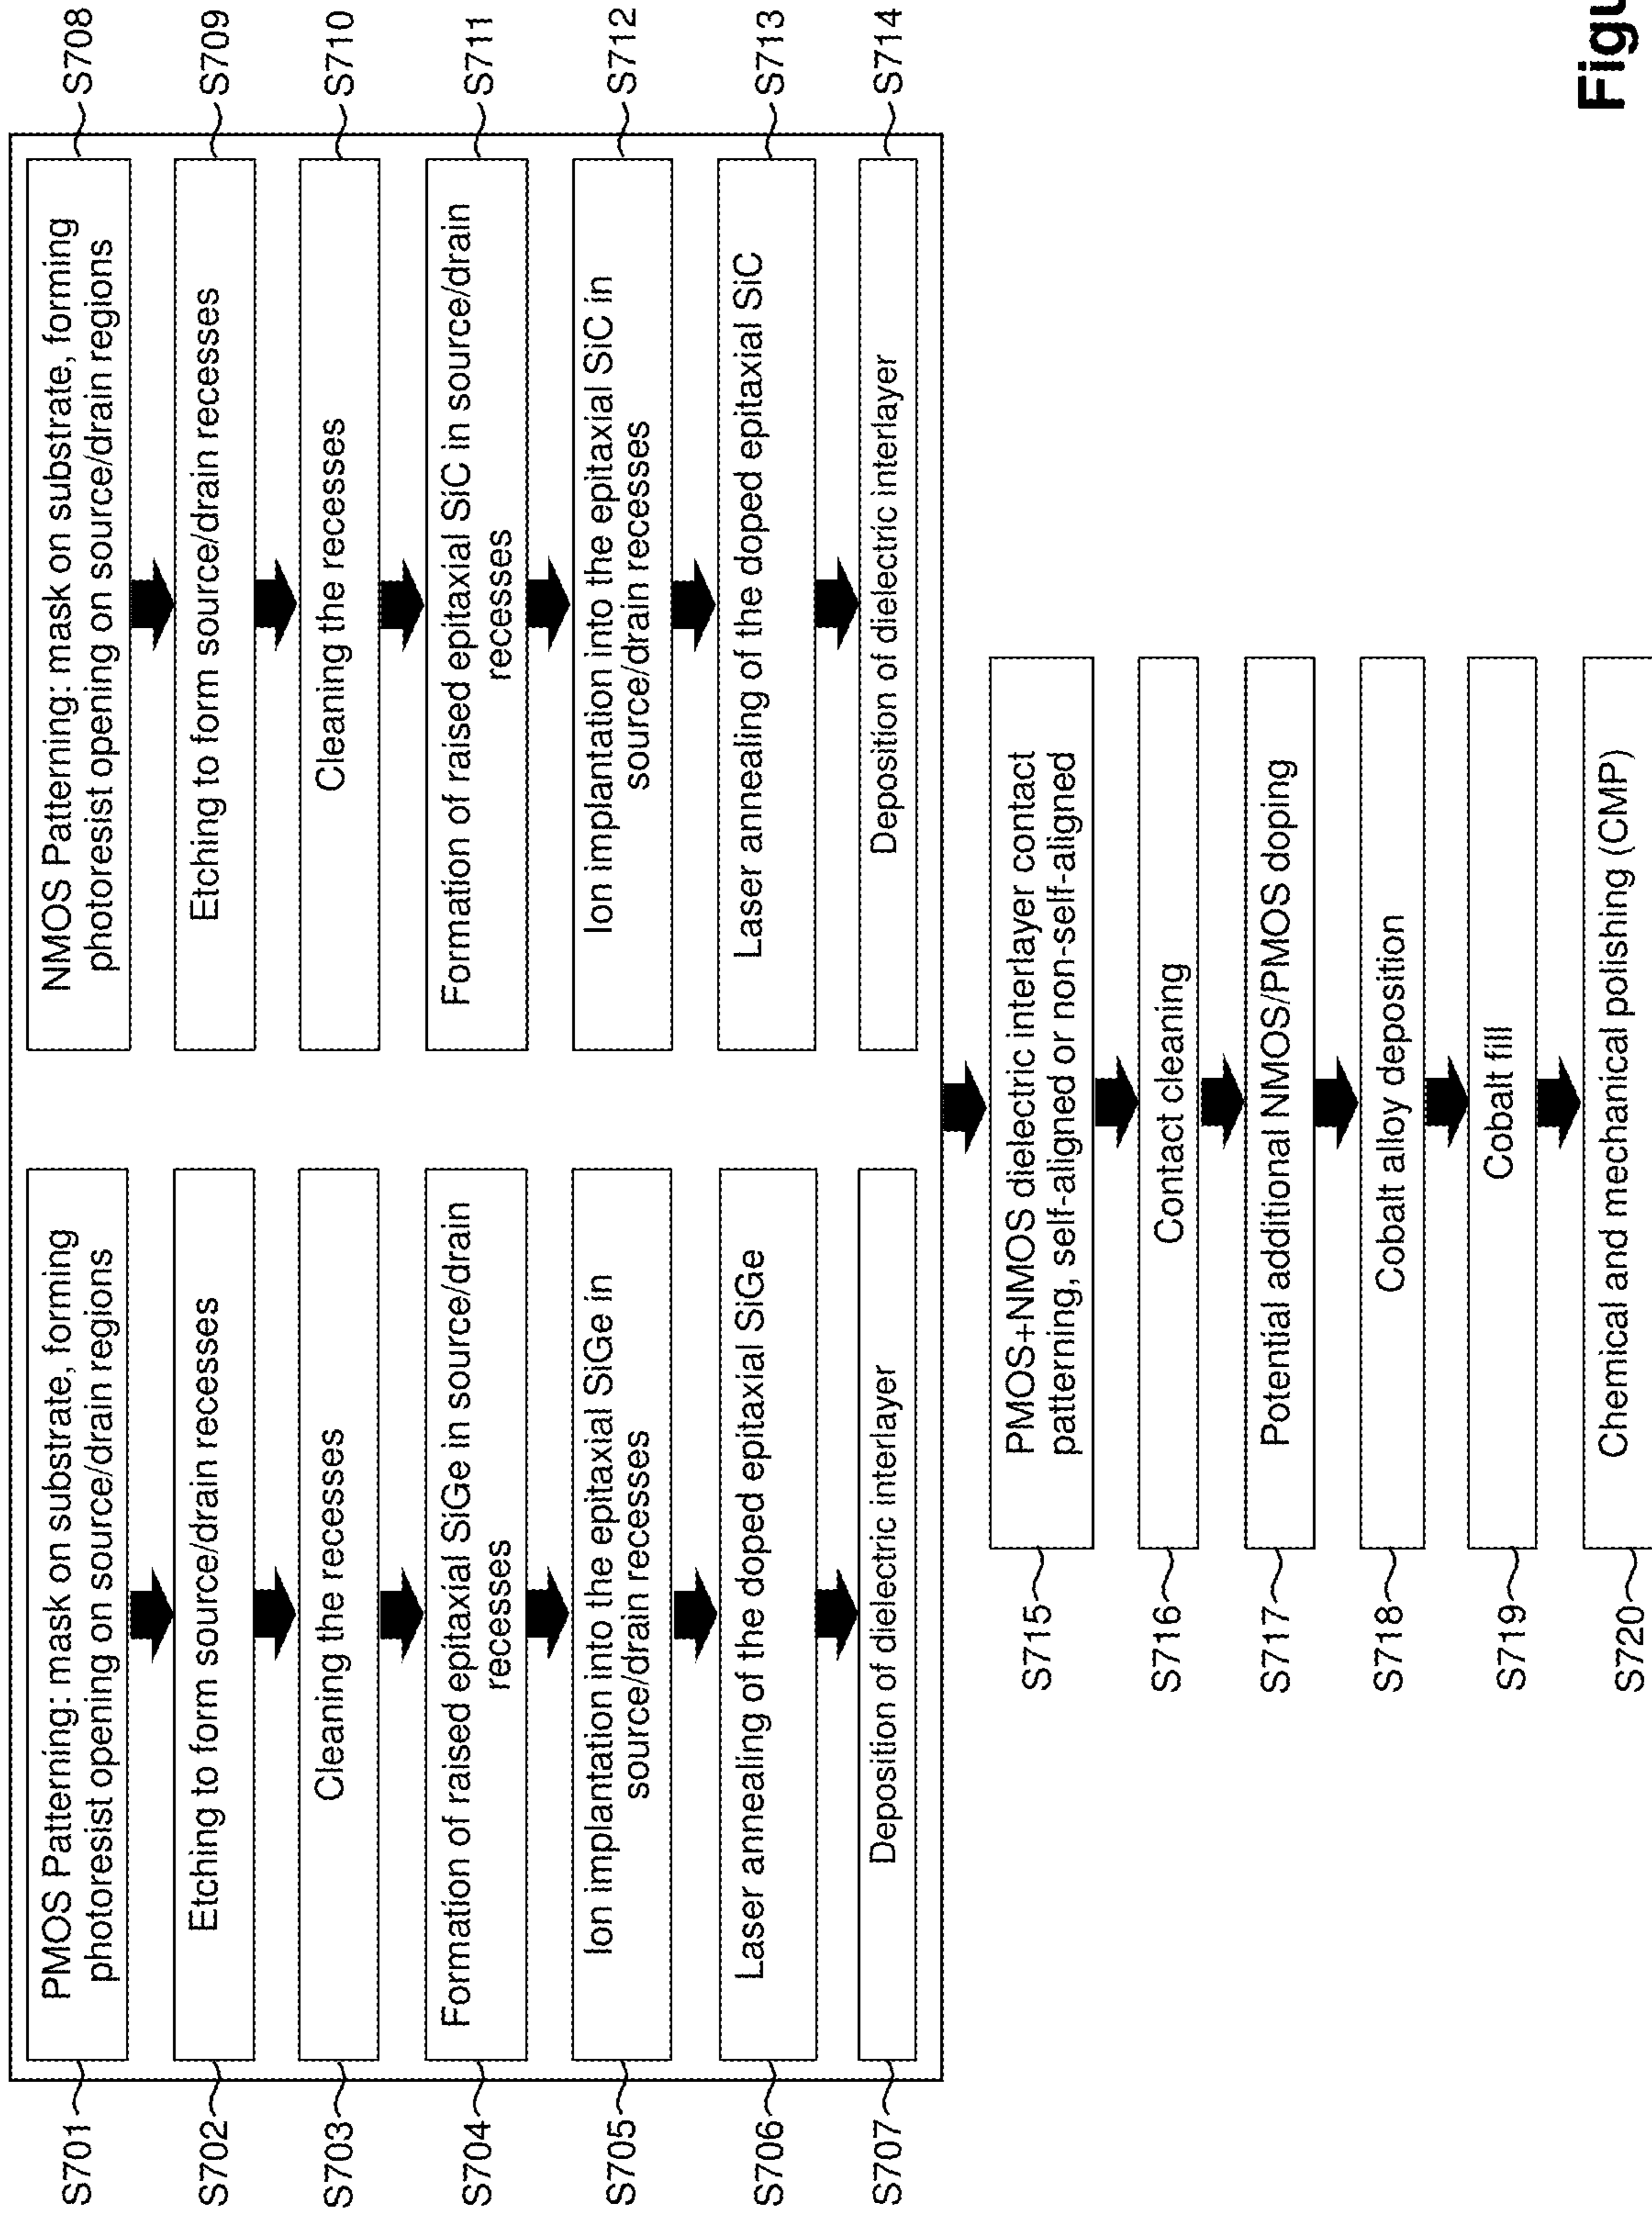 S701
PMOS Patterning: mask on substrate, forming
photoresist opening on source/drain regions
S702
Etching to form source/drain recesses
S703
Cleaning the recesses
S704
Formation of raised epitaxial SiGe in source/drain
recesses
S705
Ion implantation into the epitaxial SiGe in
source/drain recesses
S706
Laser annealing of the doped epitaxial SiGe
S707
Deposition of dielectric interlayer
NMOS Patterning: mask on substrate, forming
photoresist opening on source/drain regions
S708
Etching to form source/drain recesses
S709
Cleaning the recesses
S710
Formation of raised epitaxial SiC in source/drain
recesses
S711
Ion implantation into the epitaxial SiC in
source/drain recesses
S712
Laser annealing of the doped epitaxial SiC
S713
Deposition of dielectric interlayer
S714
S715
PMOS+NMOS dielectric interlayer contact
patterning, self-aligned or non-self-aligned
S716
Contact cleaning
S717
Potential additional NMOS/PMOS doping
S718
Cobalt alloy deposition
S719
Cobalt fill
S720
Chemical and mechanical polishing (CMP)